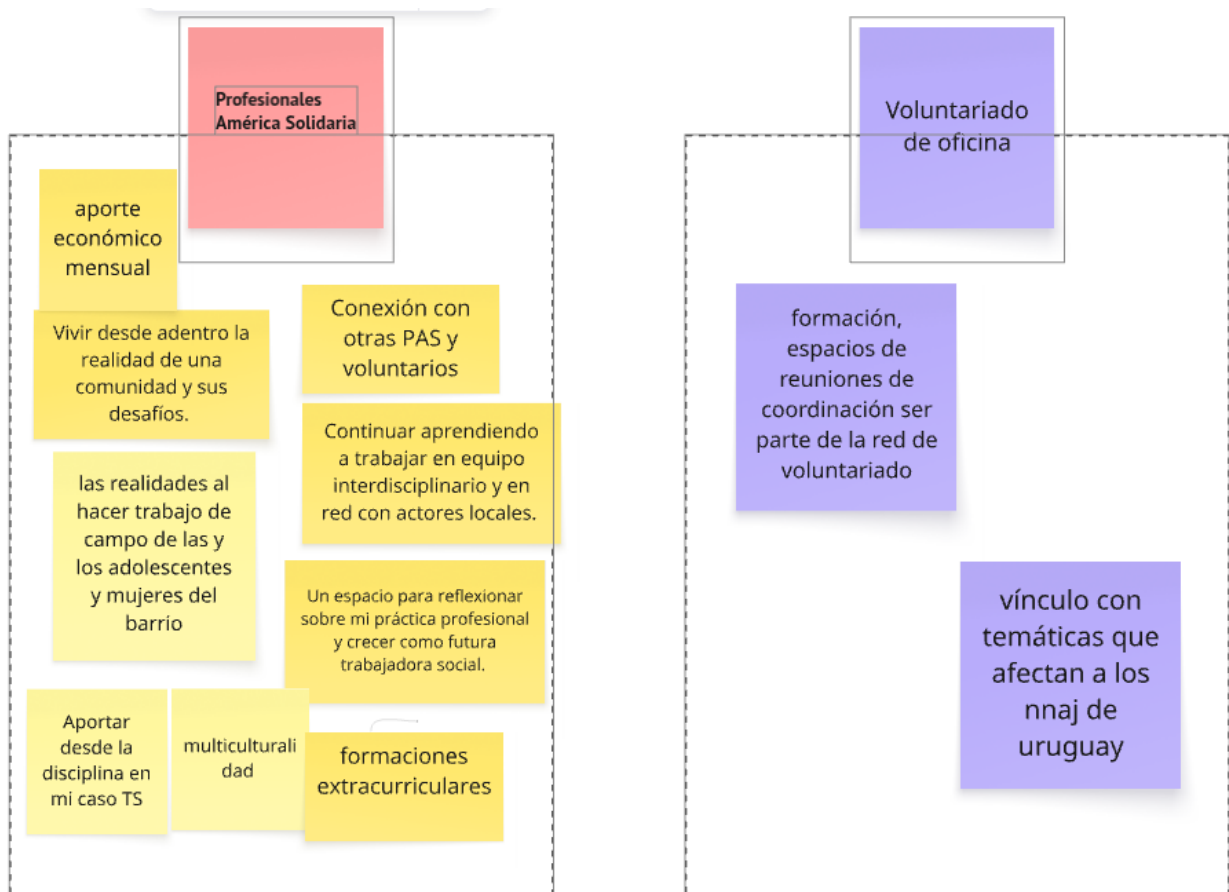 Profesionales
América Solidaria
aporte
económico
mensual
Vivir desde adentro la
realidad de una
comunidad y sus
desafíos.
Conexión con
otras PAS y
voluntarios
Continuar aprendiendo
a trabajar en equipo
interdisciplinario y en
red con actores locales.
las realidades al
hacer trabajo de
campo de las y
los adolescentes
y mujeres del
barrio
Un espacio para reflexionar
sobre mi práctica profesional
y crecer como futura
trabajadora social.
Aportar
desde la
disciplina en
mi caso TS
multiculturali
dad
formaciones
extracurriculares
Voluntariado
de oficina
formación,
espacios de
reuniones de
coordinación ser
parte de la red de
voluntariado
vínculo con
temáticas que
afectan a los
nnaj de
uruguay